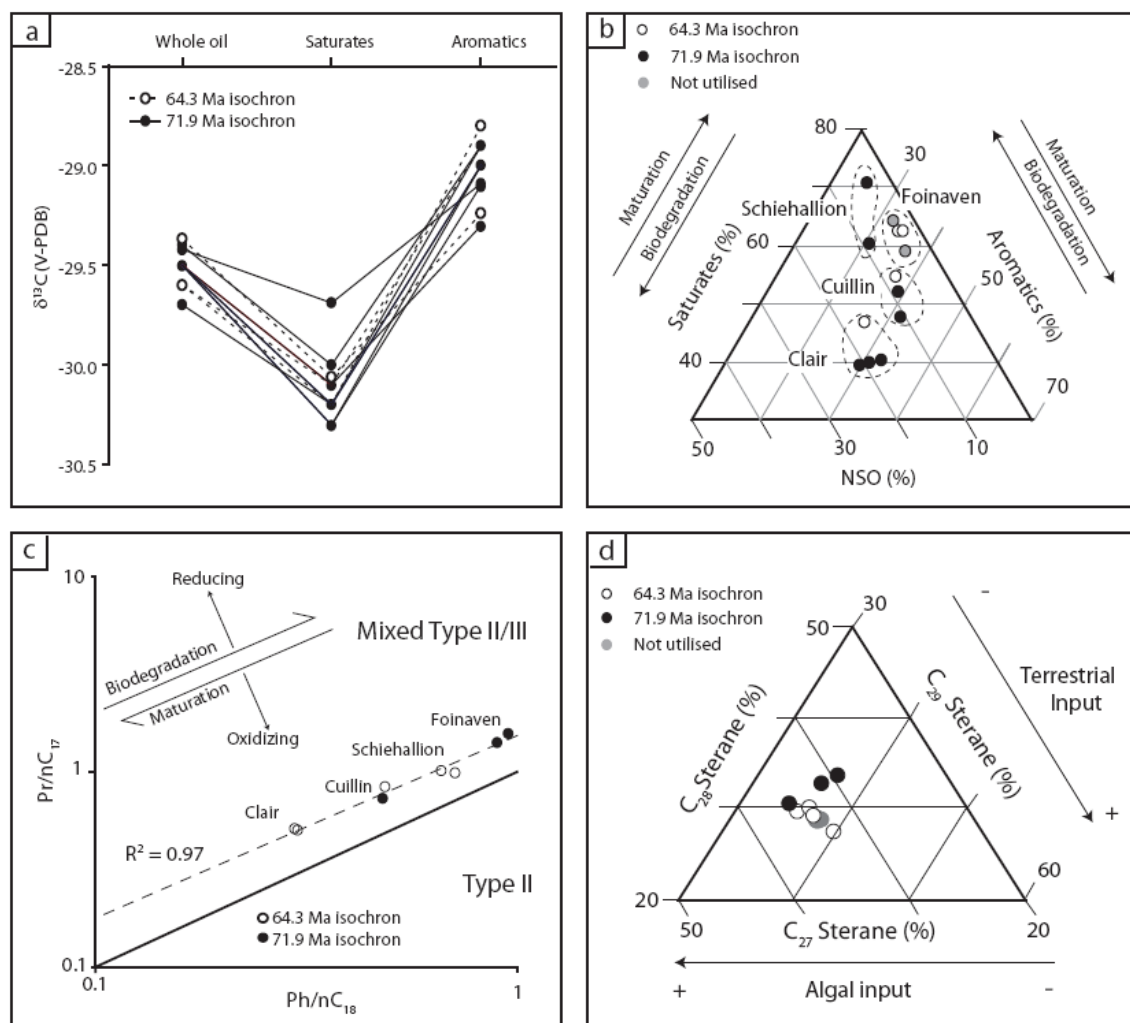 a
Whole oil Saturates Aromatics
-28.5
-29.0
-29.5
-30.0
-30.5
δ¹³C (V-PDB)
64.3 Ma isochron
71.9 Ma isochron
b
64.3 Ma isochron
71.9 Ma isochron
Not utilised
Maturation
Biodegradation
Maturation
Biodegradation
80
30
Schiehallion
Foinaven
60
Saturates (%)
Aromatics (%)
50
Cuillin
40
Clair
70
50
30
10
NSO (%)
c
10
1
0.1
Pr/nC₁₇
Reducing
Biodegradation
Maturation
Oxidizing
Mixed Type II/III
Foinaven
Schiehallion
Cuillin
Clair
R² = 0.97
Type II
64.3 Ma isochron
71.9 Ma isochron
0.1
1
Ph/nC₁₈
d
64.3 Ma isochron
71.9 Ma isochron
Not utilised
50
30
-
Terrestrial
Input
+
C₂₈ Sterane (%)
C₂₉ Sterane (%)
20
60
50
20
C₂₇ Sterane (%)
+ Algal input -